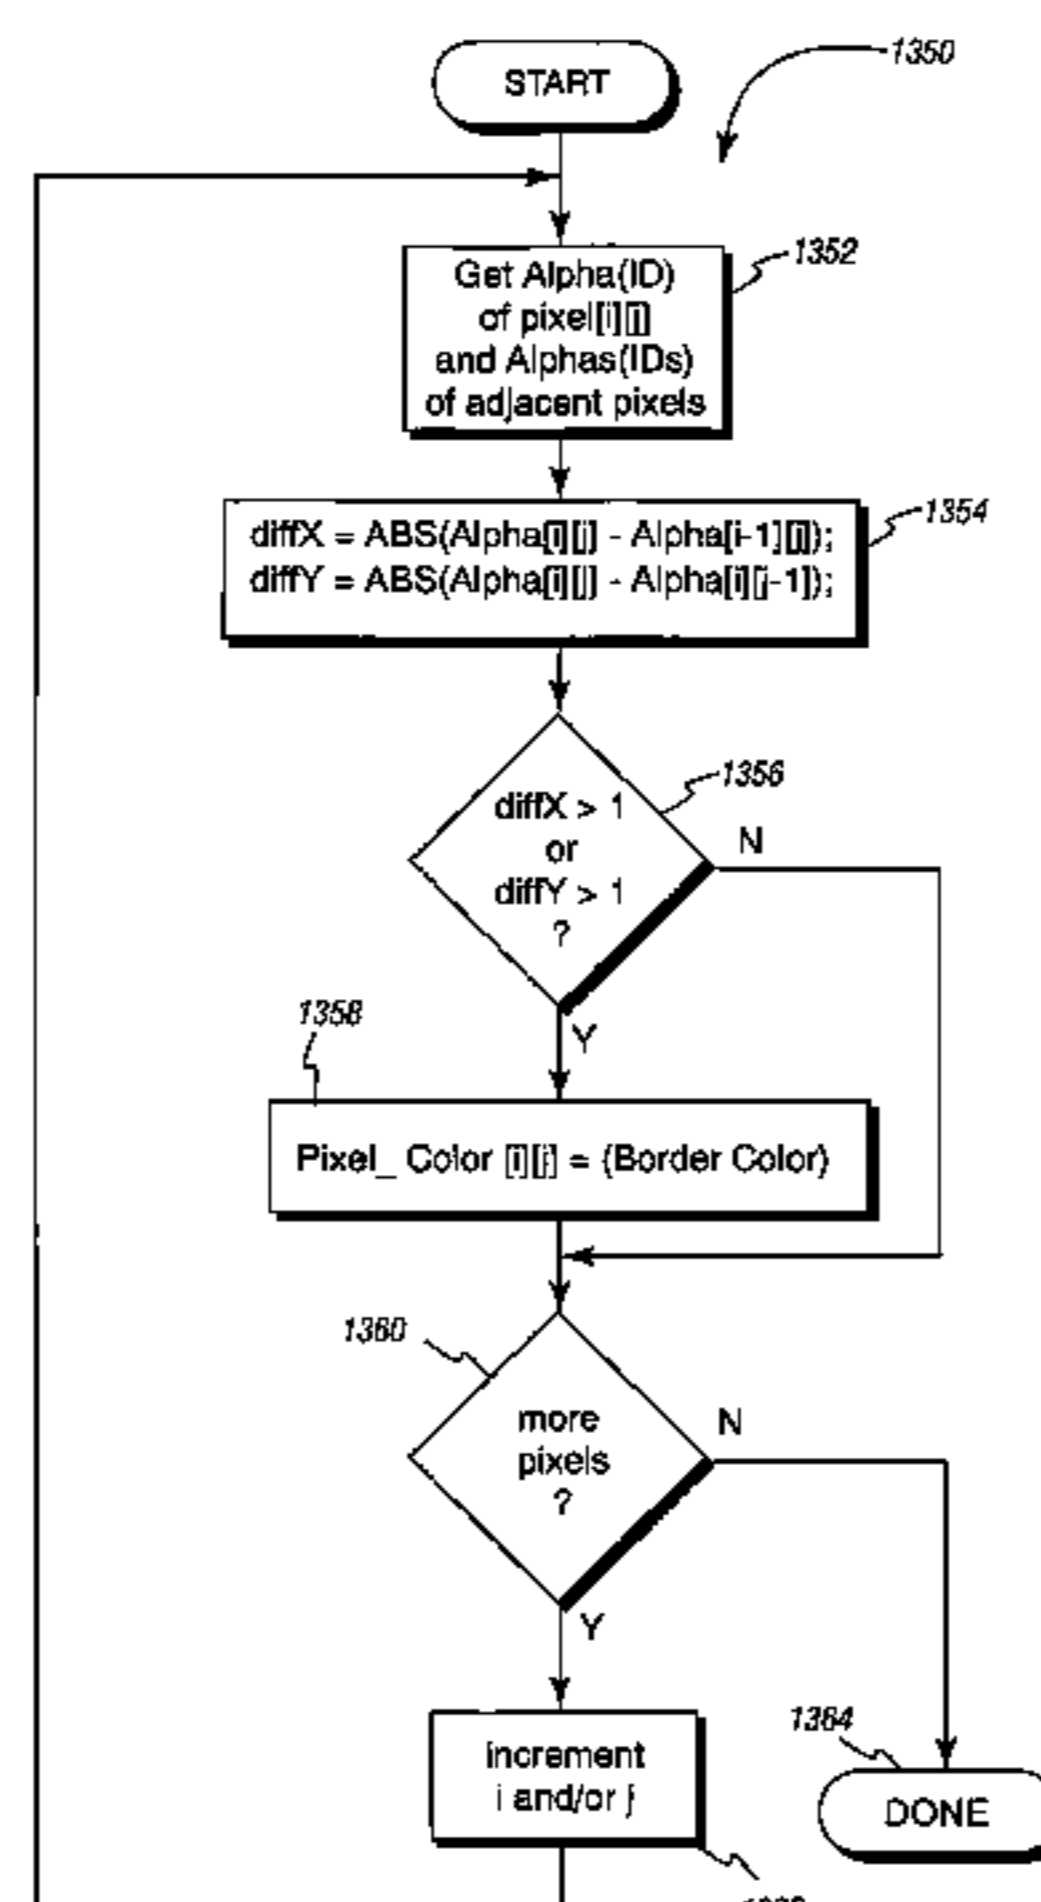 START
1350
1352
Get Alpha(ID)
of pixel[i][j]
and Alphas(IDs)
of adjacent pixels
1354
diffX = ABS(Alpha[i][j] - Alpha[i-1][j]);
diffY = ABS(Alpha[i][j] - Alpha[i][j-1]);
1356
diffX > 1
or
diffY > 1
?
N
Y
1358
Pixel_ Color [i][j] = (Border Color)
1360
more
pixels
?
N
Y
increment
i and/or j
1364
DONE